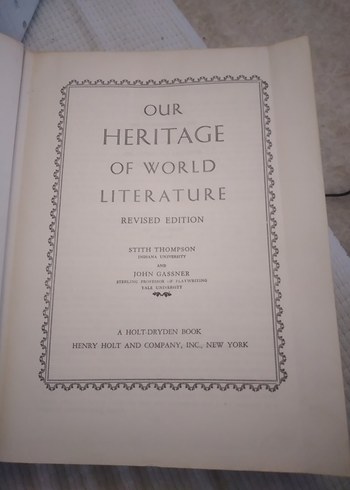 OUR
HERITAGE
OF WORLD
LITERATURE
REVISED EDITION
STITH THOMPSON
INDIANA UNIVERSITY
AND
JOHN GASSNER
STERLING PROFESSOR OF PLAYWRITING
YALE UNIVERSITY
A HOLT-DRYDEN BOOK
HENRY HOLT AND COMPANY, INC., NEW YORK